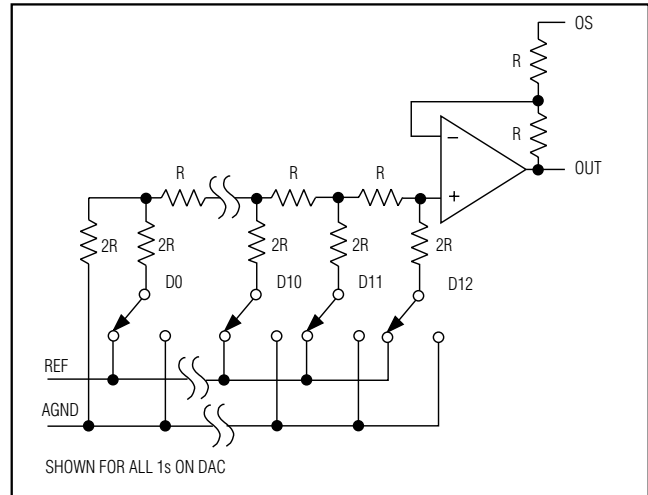 OS
R
R
−
+
OUT
R
R
R
2R
2R
2R
2R
2R
D0
D10
D11
D12
REF
AGND
SHOWN FOR ALL 1s ON DAC